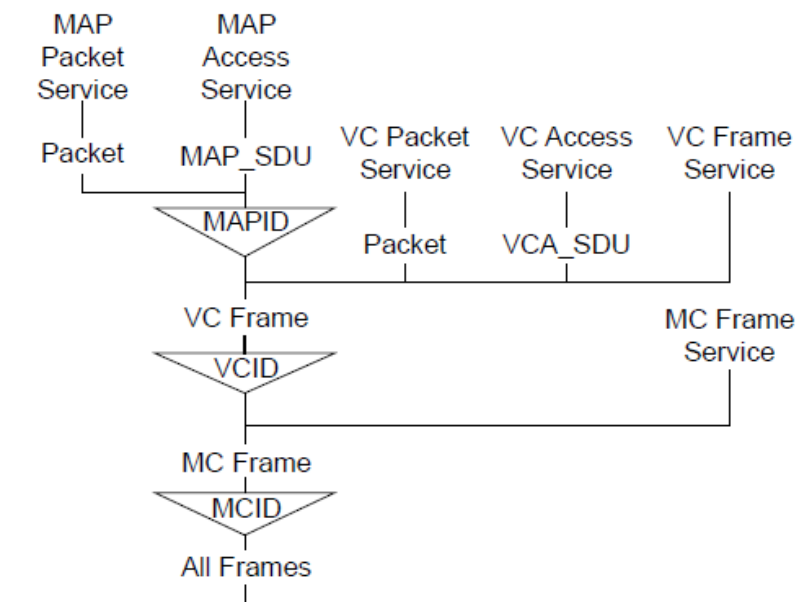 MAP
Packet
Service
MAP
Access
Service
Packet
MAP_SDU
VC Packet
Service
VC Access
Service
VC Frame
Service
MAPID
Packet
VCA_SDU
VC Frame
MC Frame
Service
VCID
MC Frame
MCID
All Frames